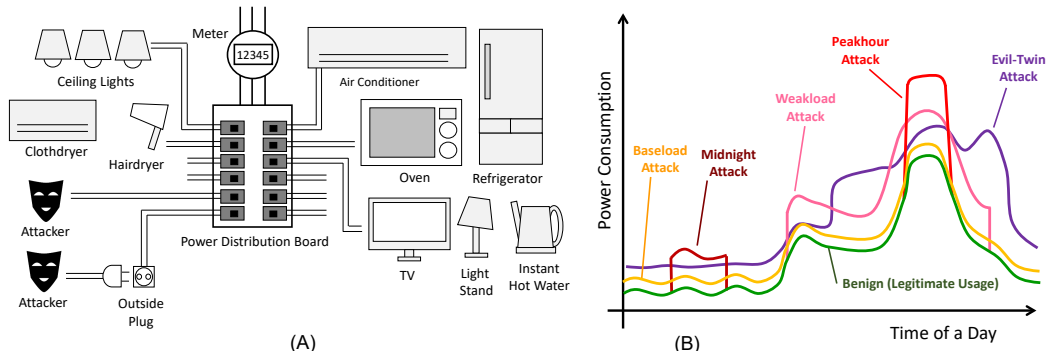 Meter
12345
Ceiling Lights
Air Conditioner
Clothdryer
Hairdryer
Oven
Refrigerator
Attacker
Power Distribution Board
Attacker
Outside
Plug
TV
Light
Stand
Instant
Hot Water
(A)
Power Consumption
Peakhour
Attack
Evil-Twin
Attack
Weakload
Attack
Baseload
Attack
Midnight
Attack
Benign (Legitimate Usage)
Time of a Day
(B)